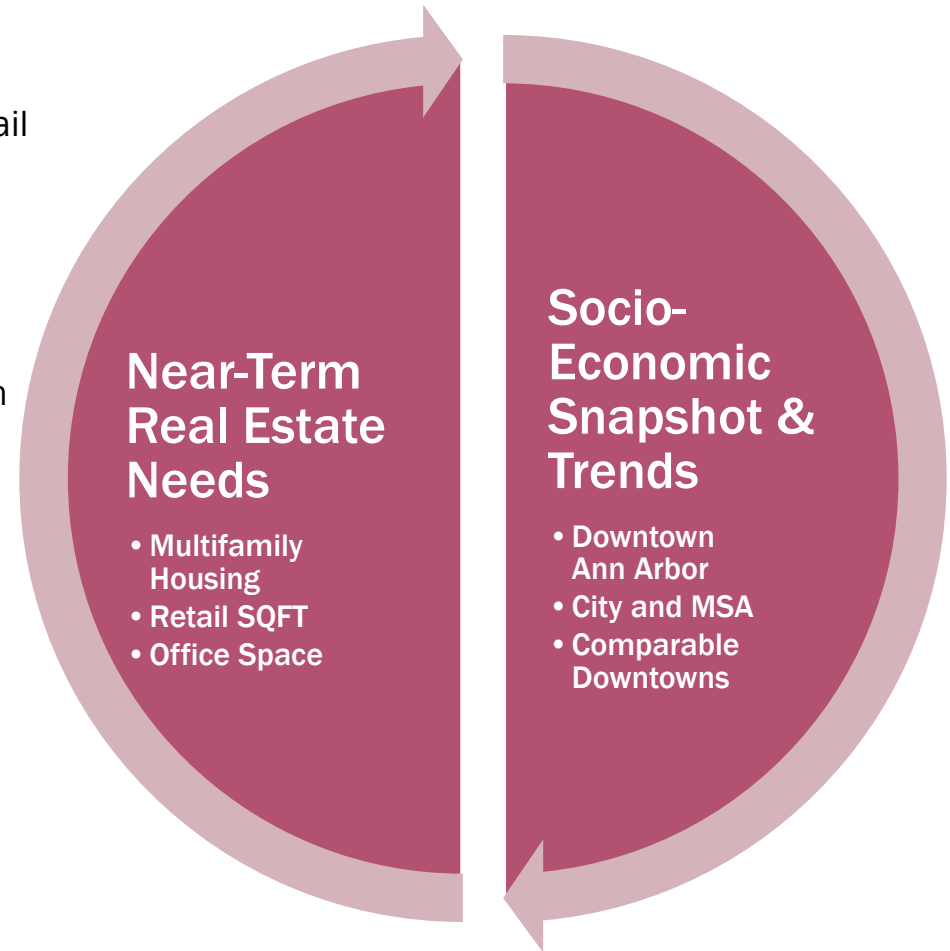 Near-Term
Real Estate
Needs
• Multifamily
Housing
• Retail SQFT
• Office Space
Socio-
Economic
Snapshot &
Trends
• Downtown
Ann Arbor
• City and MSA
• Comparable
Downtowns